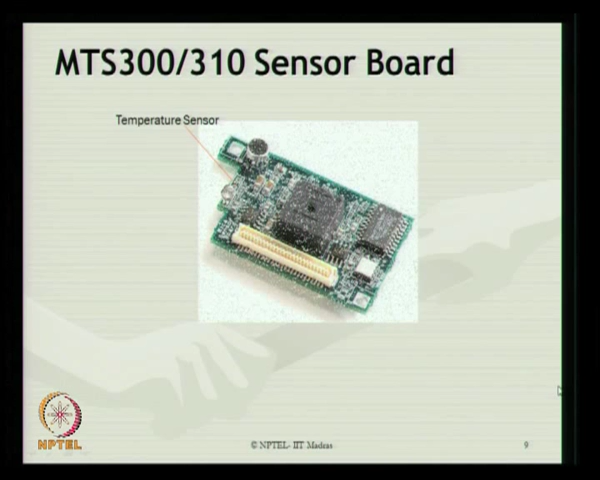 MTS300/310 Sensor Board
Temperature Sensor
NPTEL
© NPTEL- IIT Madras
9